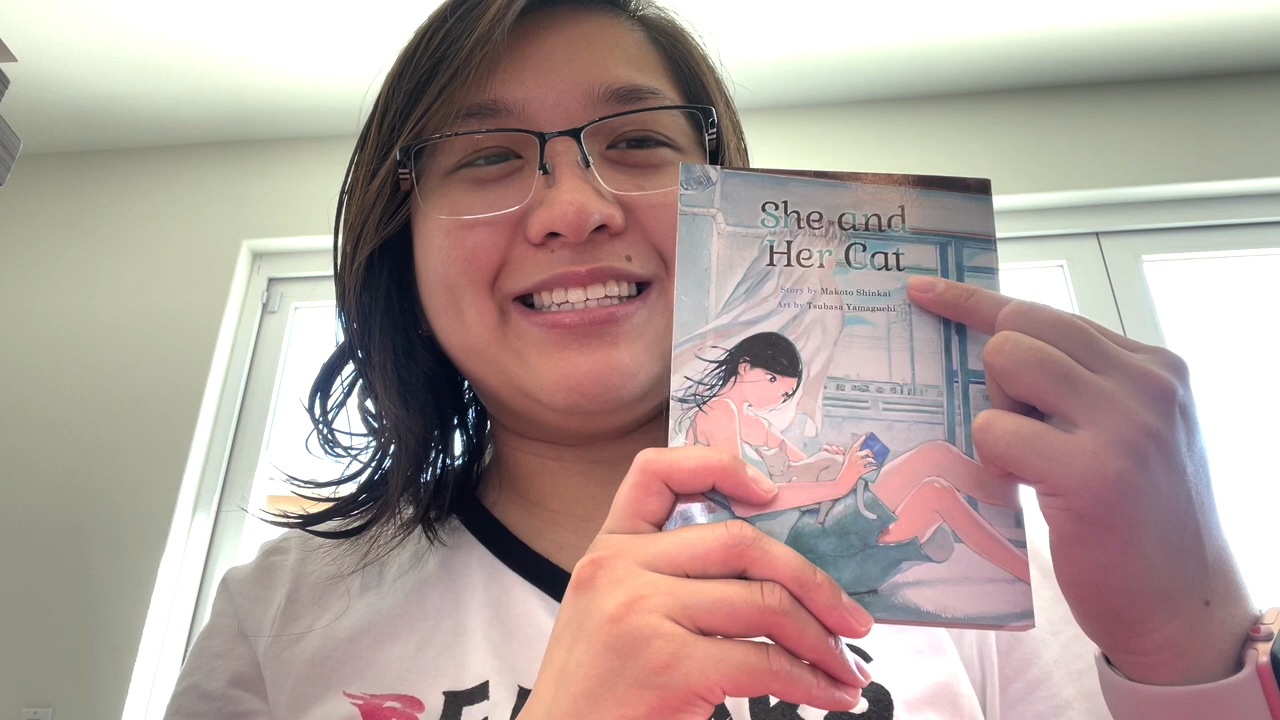 She and
Her Cat
Story by Makoto Shinkai
Art by Tsubasa Yamaguchi